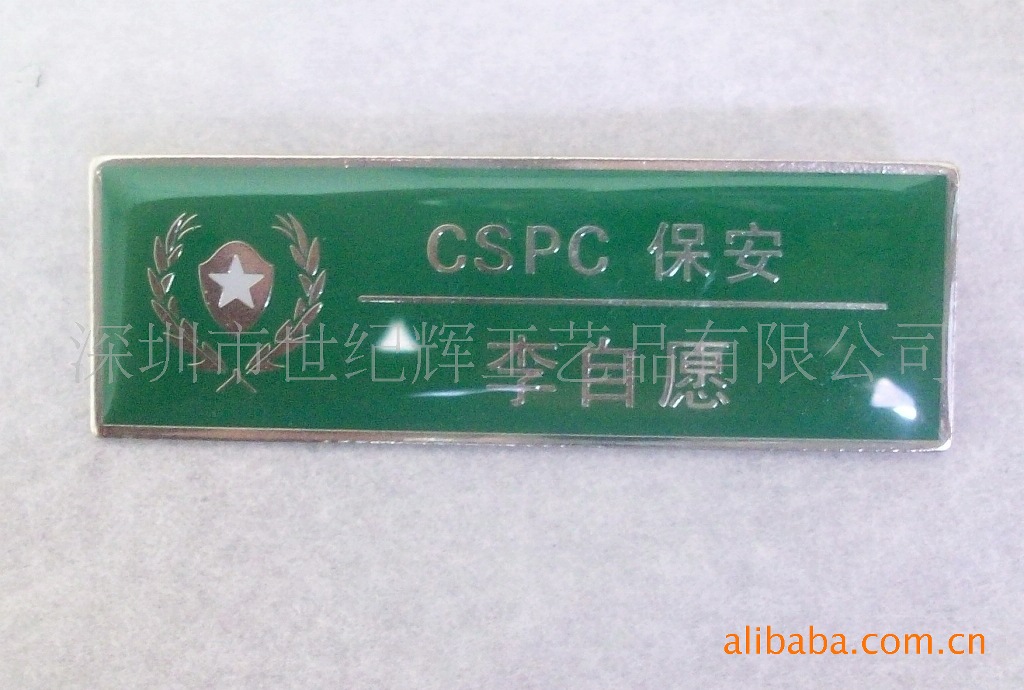 CSPC 保安
李自愿
深圳市世纪辉工艺品有限公司
alibaba.com.cn